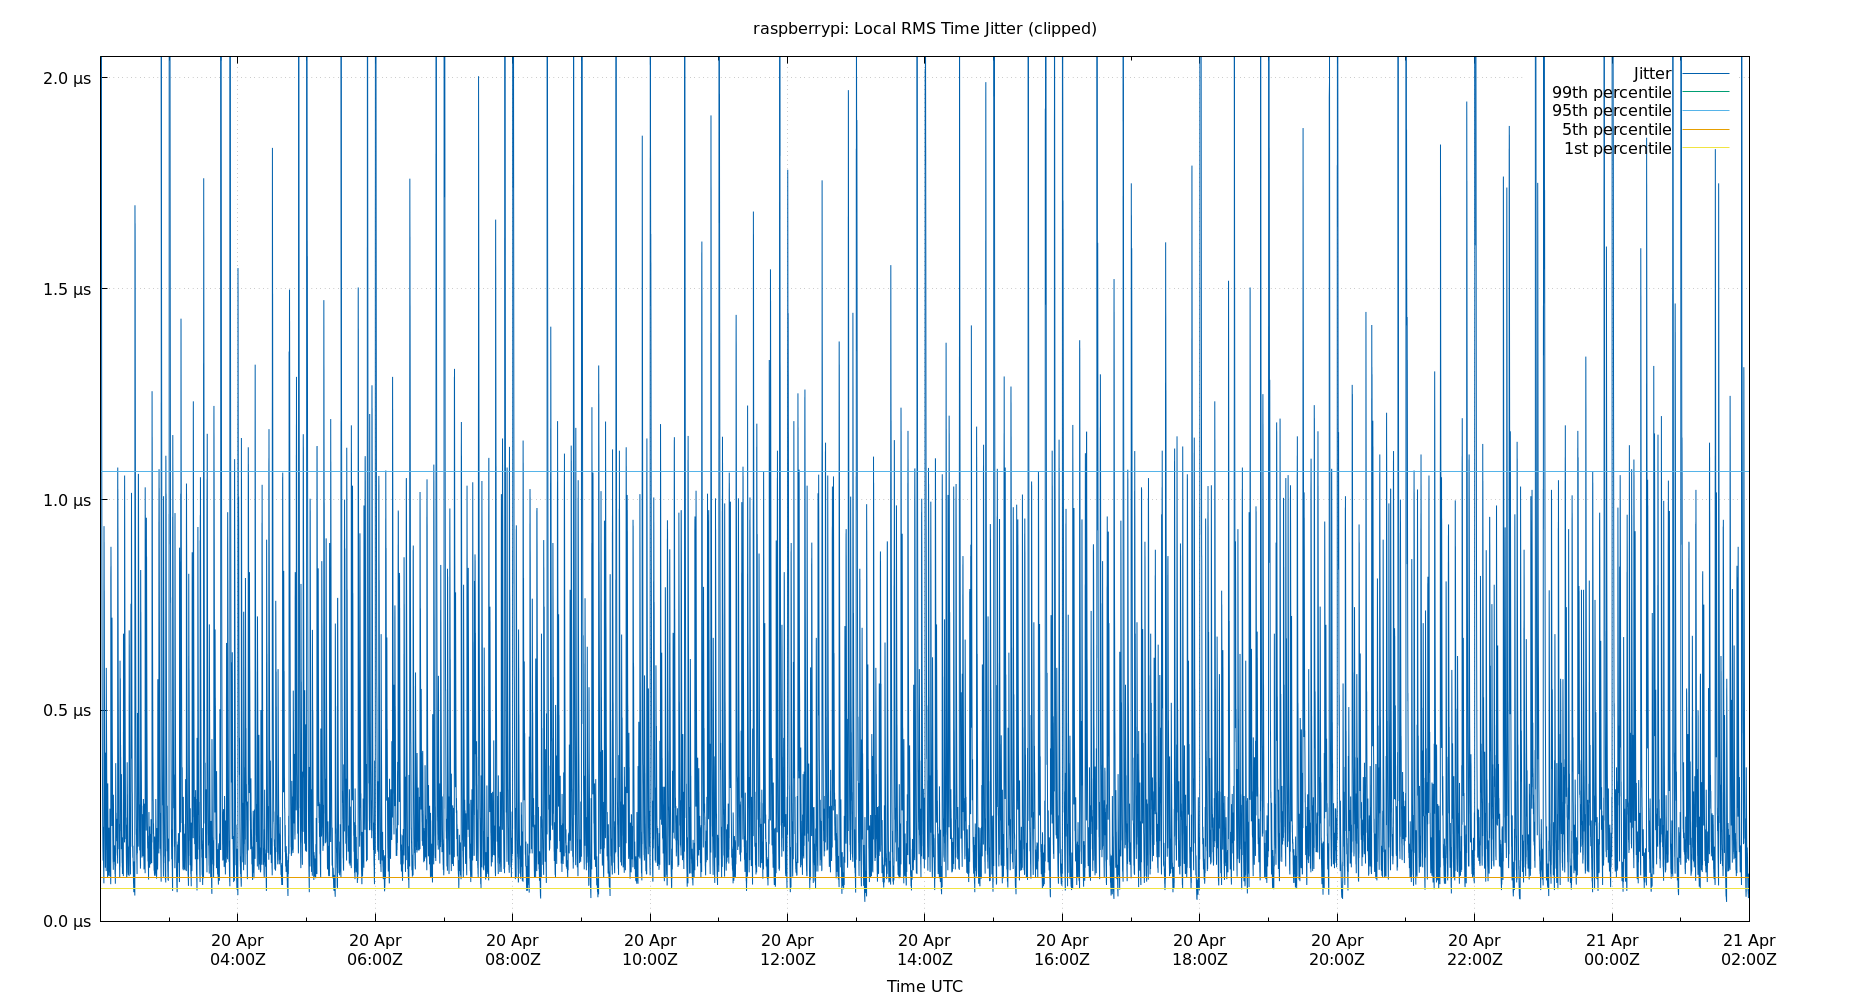 raspberrypi: Local RMS Time Jitter (clipped)
2.0 μs
1.5 μs
1.0 μs
0.5 μs
0.0 μs
Jitter
99th percentile
95th percentile
5th percentile
1st percentile
20 Apr 20 Apr 20 Apr 20 Apr 20 Apr 20 Apr 20 Apr 20 Apr 20 Apr 20 Apr 21 Apr 21 Apr
04:00Z 06:00Z 08:00Z 10:00Z 12:00Z 14:00Z 16:00Z 18:00Z 20:00Z 22:00Z 00:00Z 02:00Z
Time UTC